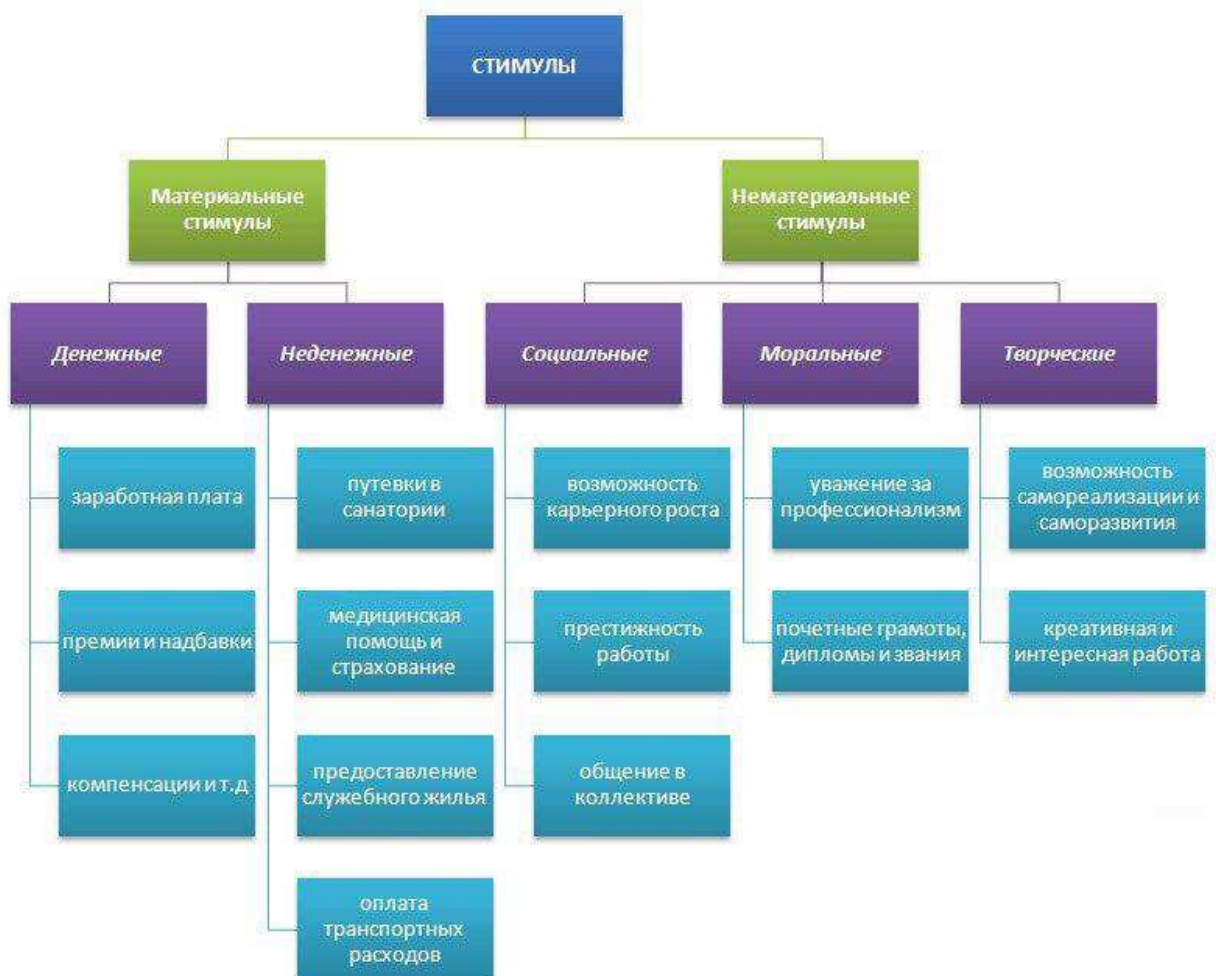 СТИМУЛЫ
Материальные
стимулы
Нематериальные
стимулы
Денежные
Неденежные
Социальные
Моральные
Творческие
заработная плата
путевки в
санатории
возможность
карьерного роста
уважение за
профессионализм
возможность
самореализации и
саморазвития
премии и надбавки
медицинская
помощь и
страхование
престижность
работы
почетные грамоты,
дипломы и звания
креативная и
интересная работа
компенсации и т.д
предоставление
служебного жилья
общение в
коллективе
оплата
транспортных
расходов